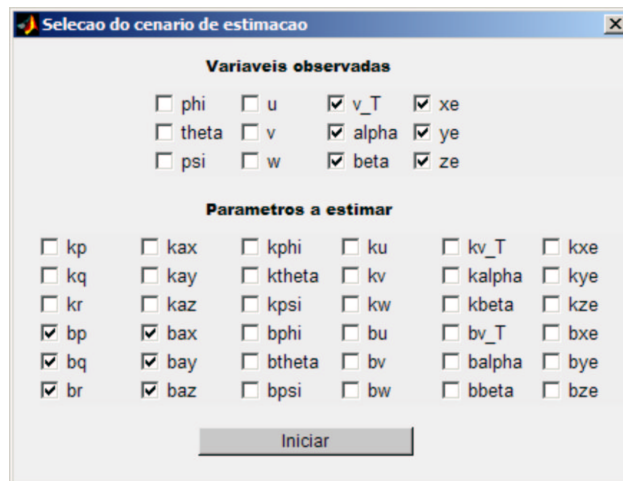 Selecao do cenario de estimacao
Variaveis observadas
phi u v_T xe
theta v alpha ye
psi w beta ze
Parametros a estimar
kp kax kphi ku kv_T kxe
kq kay ktheta kv kalpha kye
kr kaz kpsi kw kbeta kze
bp bax bphi bu bv_T bxe
bq bay btheta bv balpha bye
br baz bpsi bw bbeta bze
Iniciar